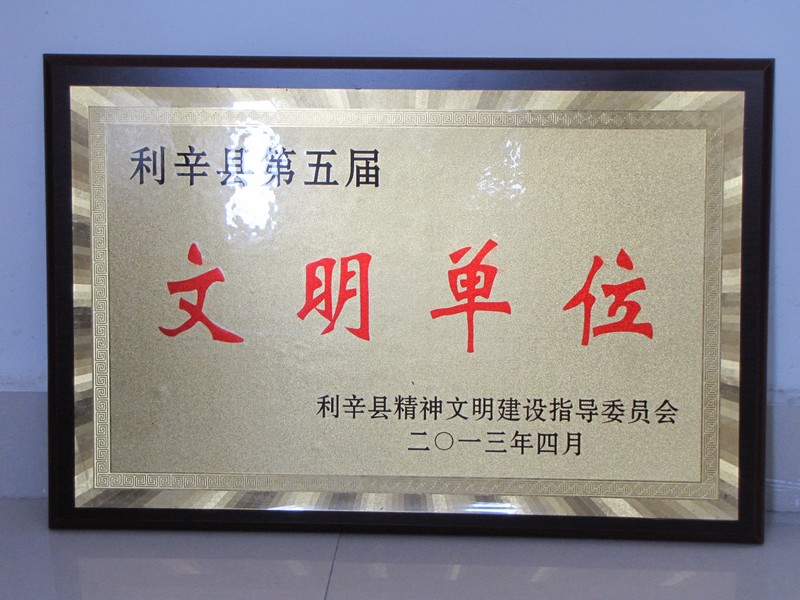 利辛县第五届
文明单位
利辛县精神文明建设指导委员会
二〇一三年四月